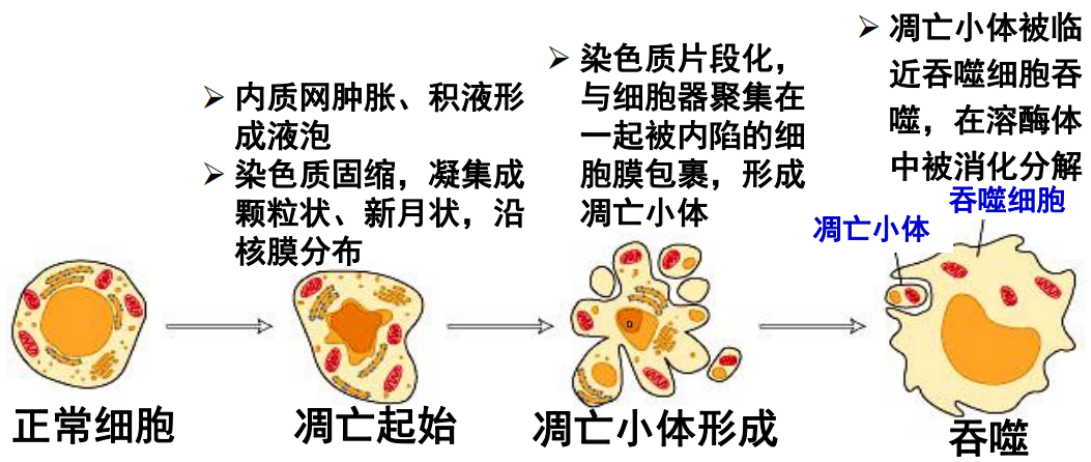 ➢ 内质网肿胀、积液形
成液泡
➢ 染色质固缩，凝集成
颗粒状、新月状，沿
核膜分布
➢ 染色质片段化，
与细胞器聚集在
一起被内陷的细
胞膜包裹，形成
凋亡小体
➢ 凋亡小体被临
近吞噬细胞吞
噬，在溶酶体
中被消化分解
吞噬细胞
凋亡小体
正常细胞
凋亡起始
凋亡小体形成
吞噬